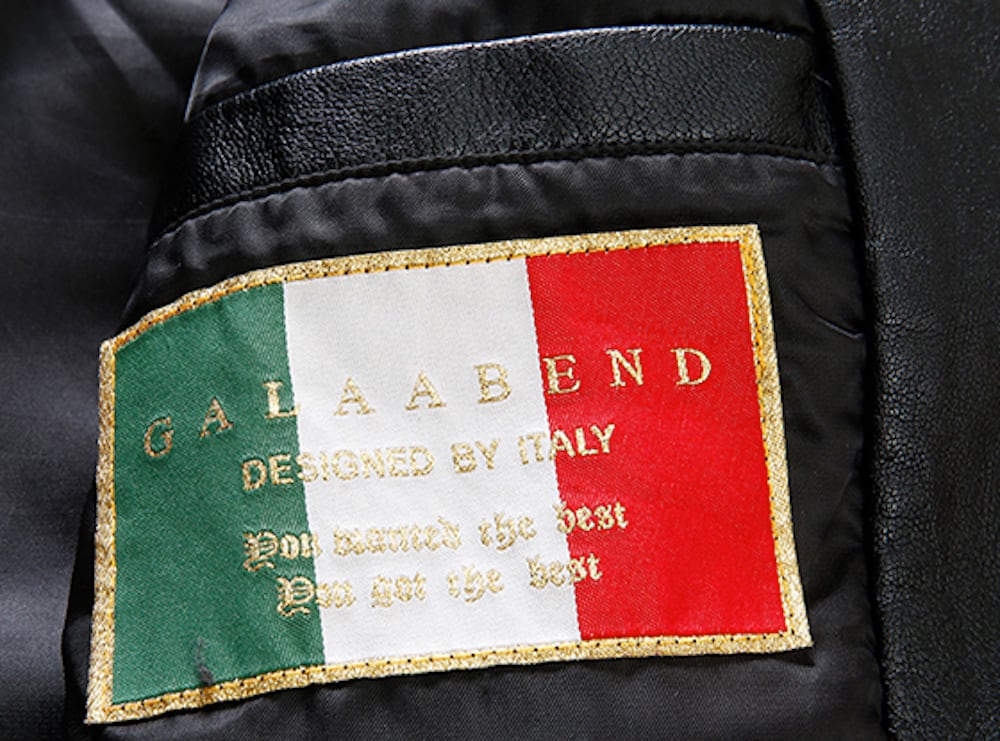 GALAABEND
DESIGNED BY ITALY
You wanted the best
You got the best